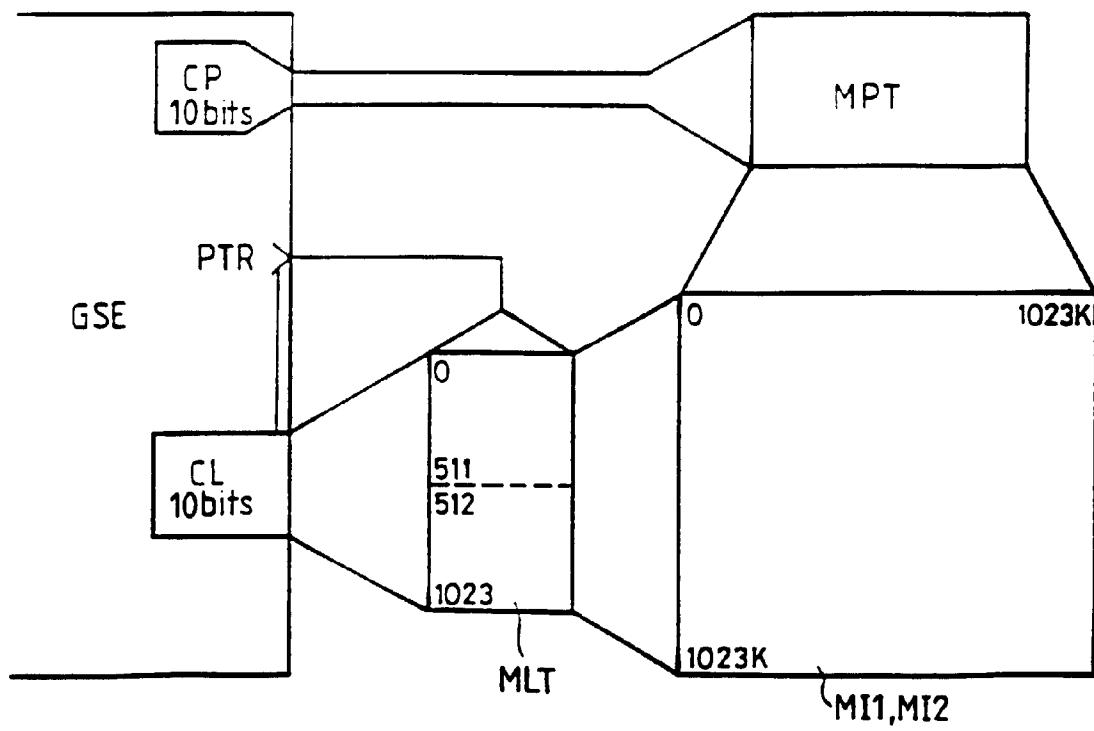 CP
10bits
MPT
PTR
GSE
0
1023K
0
CL
10bits
511
512
1023
1023K
MLT
MI1,MI2